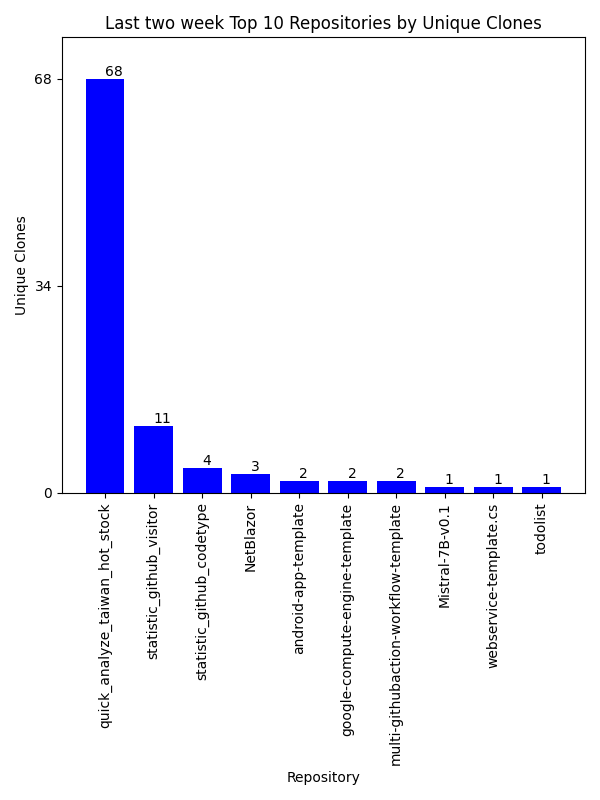 Last two week Top 10 Repositories by Unique Clones
Unique Clones
68
34
0
68
11
4
3
2
2
2
1
1
1
quick_analyze_taiwan_hot_stock
statistic_github_visitor
statistic_github_codetype
NetBlazor
android-app-template
google-compute-engine-template
multi-githubaction-workflow-template
Mistral-7B-v0.1
webservice-template.cs
todolist
Repository